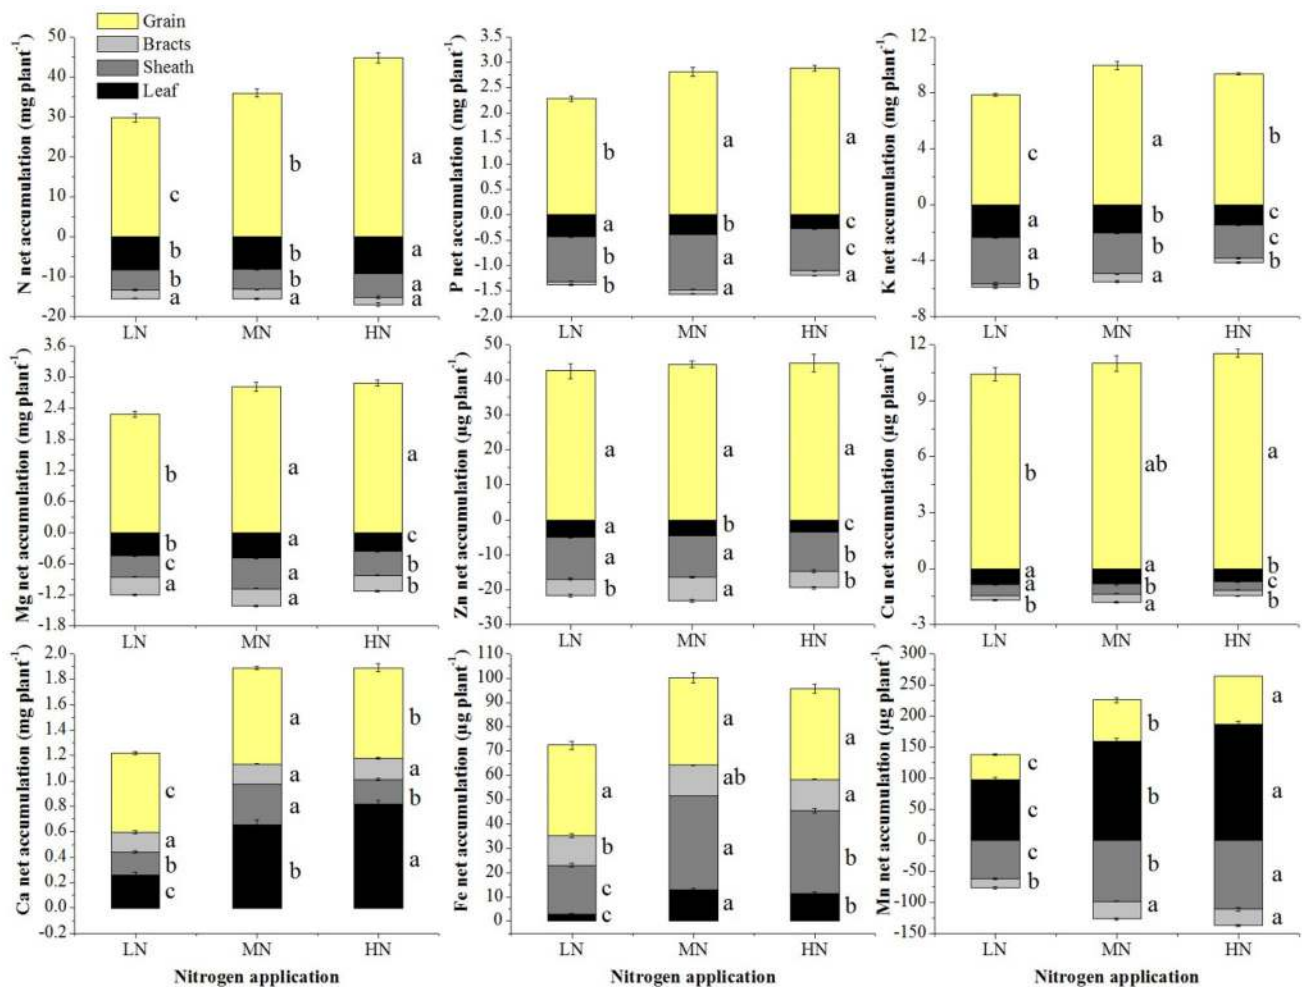 Grain
Bracts
Sheath
Leaf
N net accumulation (mg plant⁻¹)
50
40
30
20
10
0
-10
-20
c b a
b b a
b b a
a a a
LN MN HN
P net accumulation (mg plant⁻¹)
3.5
3.0
2.5
2.0
1.5
1.0
0.5
0.0
-0.5
-1.0
-1.5
-2.0
b a a
a b c
b a c
b a a
LN MN HN
K net accumulation (mg plant⁻¹)
12
8
4
0
-4
-8
c a b
a b c
a b c
b a b
LN MN HN
Mg net accumulation (mg plant⁻¹)
3.6
3.0
2.4
1.8
1.2
0.6
0.0
-0.6
-1.2
-1.8
b a a
b a c
c a b
a a b
LN MN HN
Zn net accumulation (µg plant⁻¹)
50
40
30
20
10
0
-10
-20
-30
a a a
a b c
a a b
b a b
LN MN HN
Cu net accumulation (µg plant⁻¹)
12
9
6
3
0
-3
b ab a
a a b
a b c
b a b
LN MN HN
Ca net accumulation (mg plant⁻¹)
2.0
1.8
1.6
1.4
1.2
1.0
0.8
0.6
0.4
0.2
0.0
-0.2
c a b
a a a
b a b
c b a
LN MN HN
Nitrogen application
Fe net accumulation (µg plant⁻¹)
110
100
90
80
70
60
50
40
30
20
10
0
a a a
b ab a
c a b
c a b
LN MN HN
Nitrogen application
Mn net accumulation (µg plant⁻¹)
300
250
200
150
100
50
0
-50
-100
-150
c b a
c b a
c b a
b a a
LN MN HN
Nitrogen application